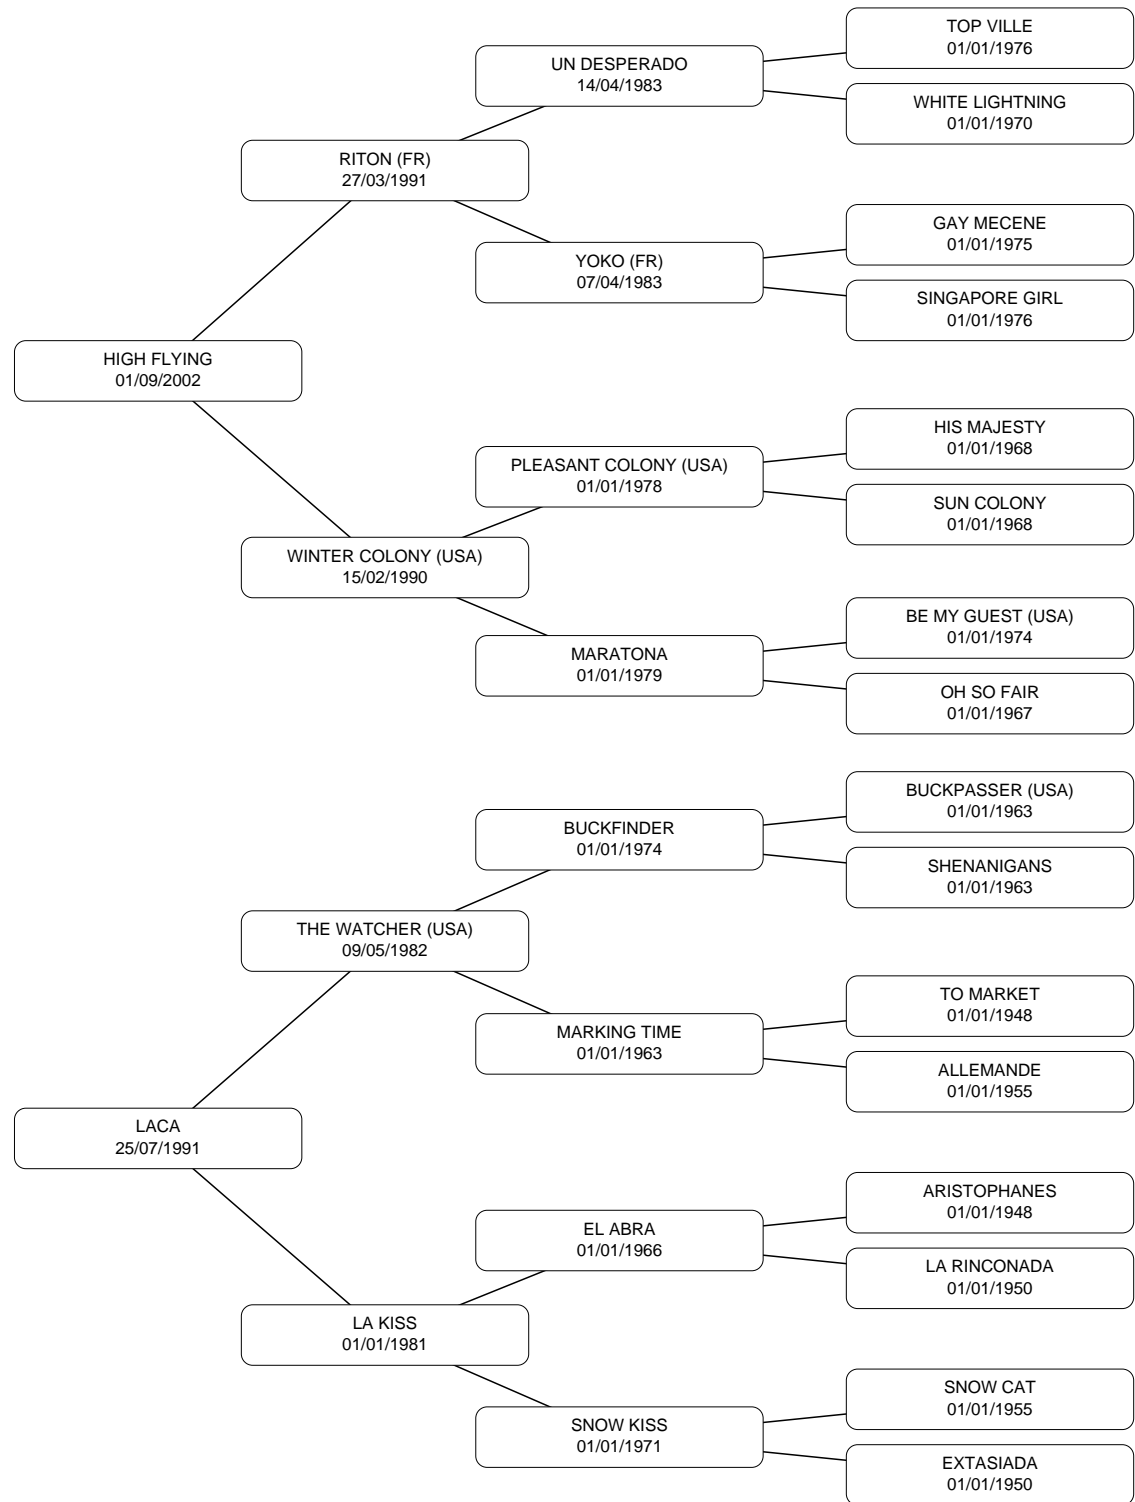 TOP VILLE
01/01/1976
UN DESPERADO
14/04/1983
WHITE LIGHTNING
01/01/1970
RITON (FR)
27/03/1991
GAY MECENE
01/01/1975
YOKO (FR)
07/04/1983
SINGAPORE GIRL
01/01/1976
HIGH FLYING
01/09/2002
HIS MAJESTY
01/01/1968
PLEASANT COLONY (USA)
01/01/1978
SUN COLONY
01/01/1968
WINTER COLONY (USA)
15/02/1990
BE MY GUEST (USA)
01/01/1974
MARATONA
01/01/1979
OH SO FAIR
01/01/1967
BUCKPASSER (USA)
01/01/1963
BUCKFINDER
01/01/1974
SHENANIGANS
01/01/1963
THE WATCHER (USA)
09/05/1982
TO MARKET
01/01/1948
MARKING TIME
01/01/1963
ALLEMANDE
01/01/1955
LACA
25/07/1991
ARISTOPHANES
01/01/1948
EL ABRA
01/01/1966
LA RINCONADA
01/01/1950
LA KISS
01/01/1981
SNOW CAT
01/01/1955
SNOW KISS
01/01/1971
EXTASIADA
01/01/1950